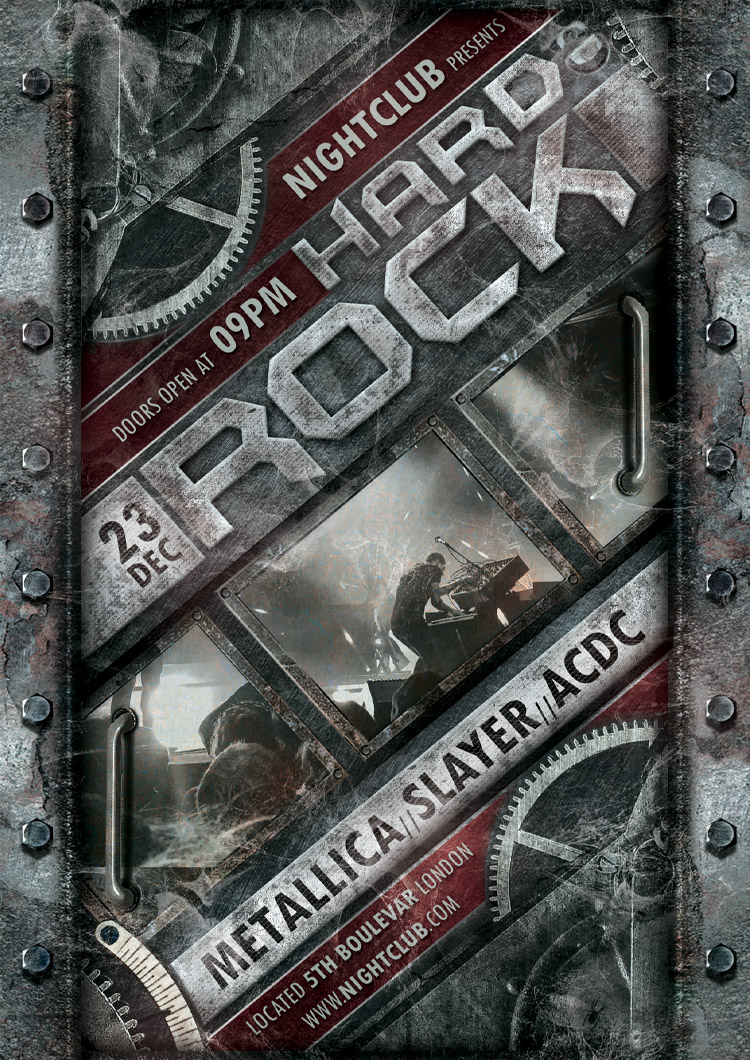 NIGHTCLUB PRESENTS
HARD
ROCK
DOORS OPEN AT 09PM
23
DEC
METALLICA//SLAYER//ACDC
LOCATED 5TH BOULEVAR LONDON
WWW.NIGHTCLUB.COM